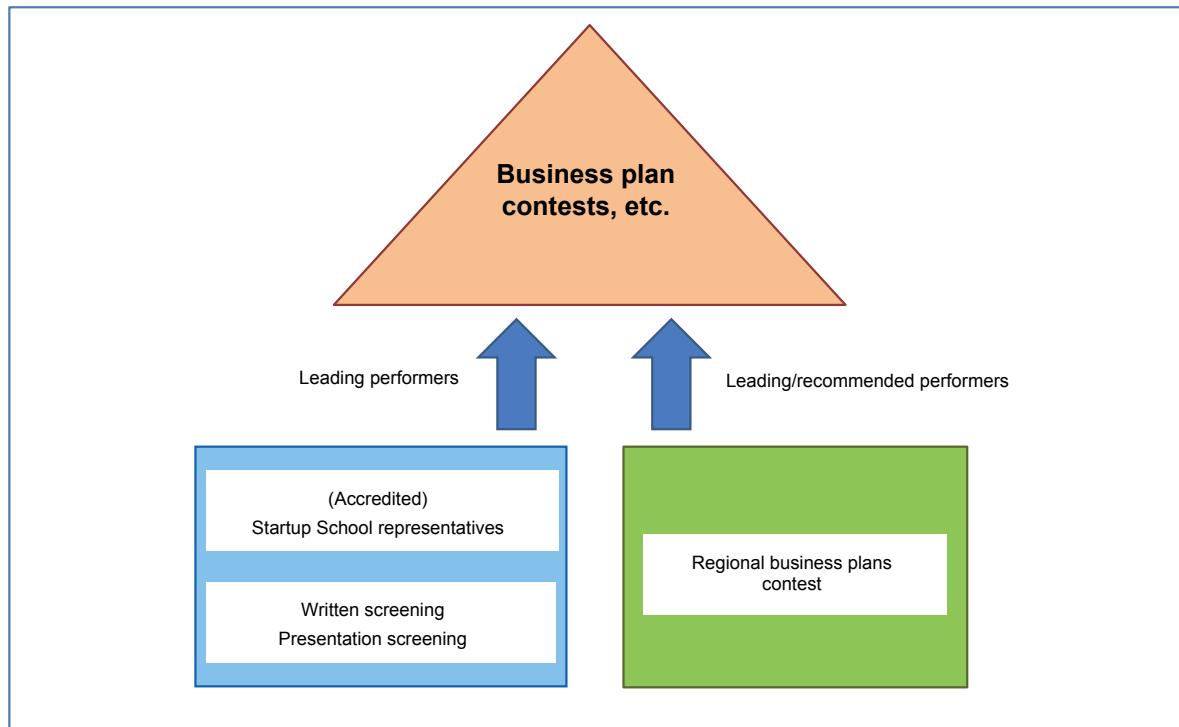 Business plan
contests, etc.
Leading performers
Leading/recommended performers
(Accredited)
Startup School representatives
Written screening
Presentation screening
Regional business plans
contest